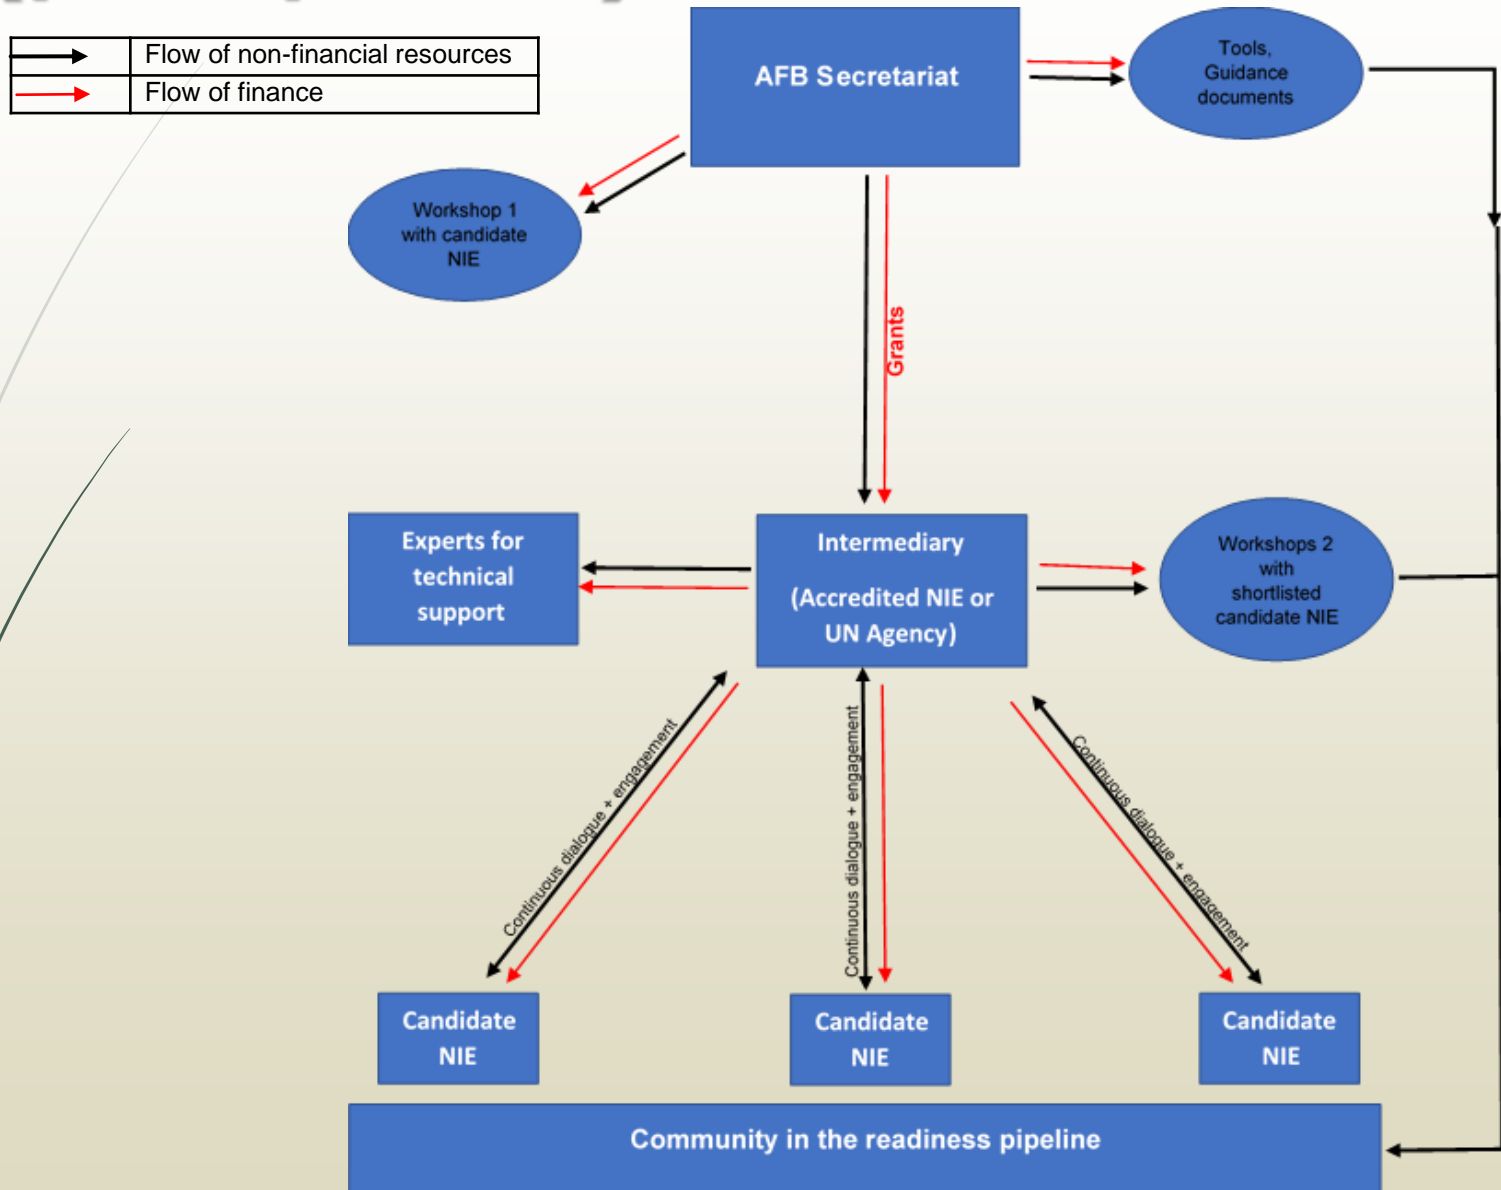 Flow of non-financial resources
Flow of finance
AFB Secretariat
Tools,
Guidance
documents
Workshop 1
with candidate
NIE
Grants
Experts for
technical
support
Intermediary
(Accredited NIE or
UN Agency)
Workshops 2
with
shortlisted
candidate NIE
Continuous dialogue + engagement
Continuous dialogue + engagement
Continuous dialogue + engagement
Candidate
NIE
Candidate
NIE
Candidate
NIE
Community in the readiness pipeline